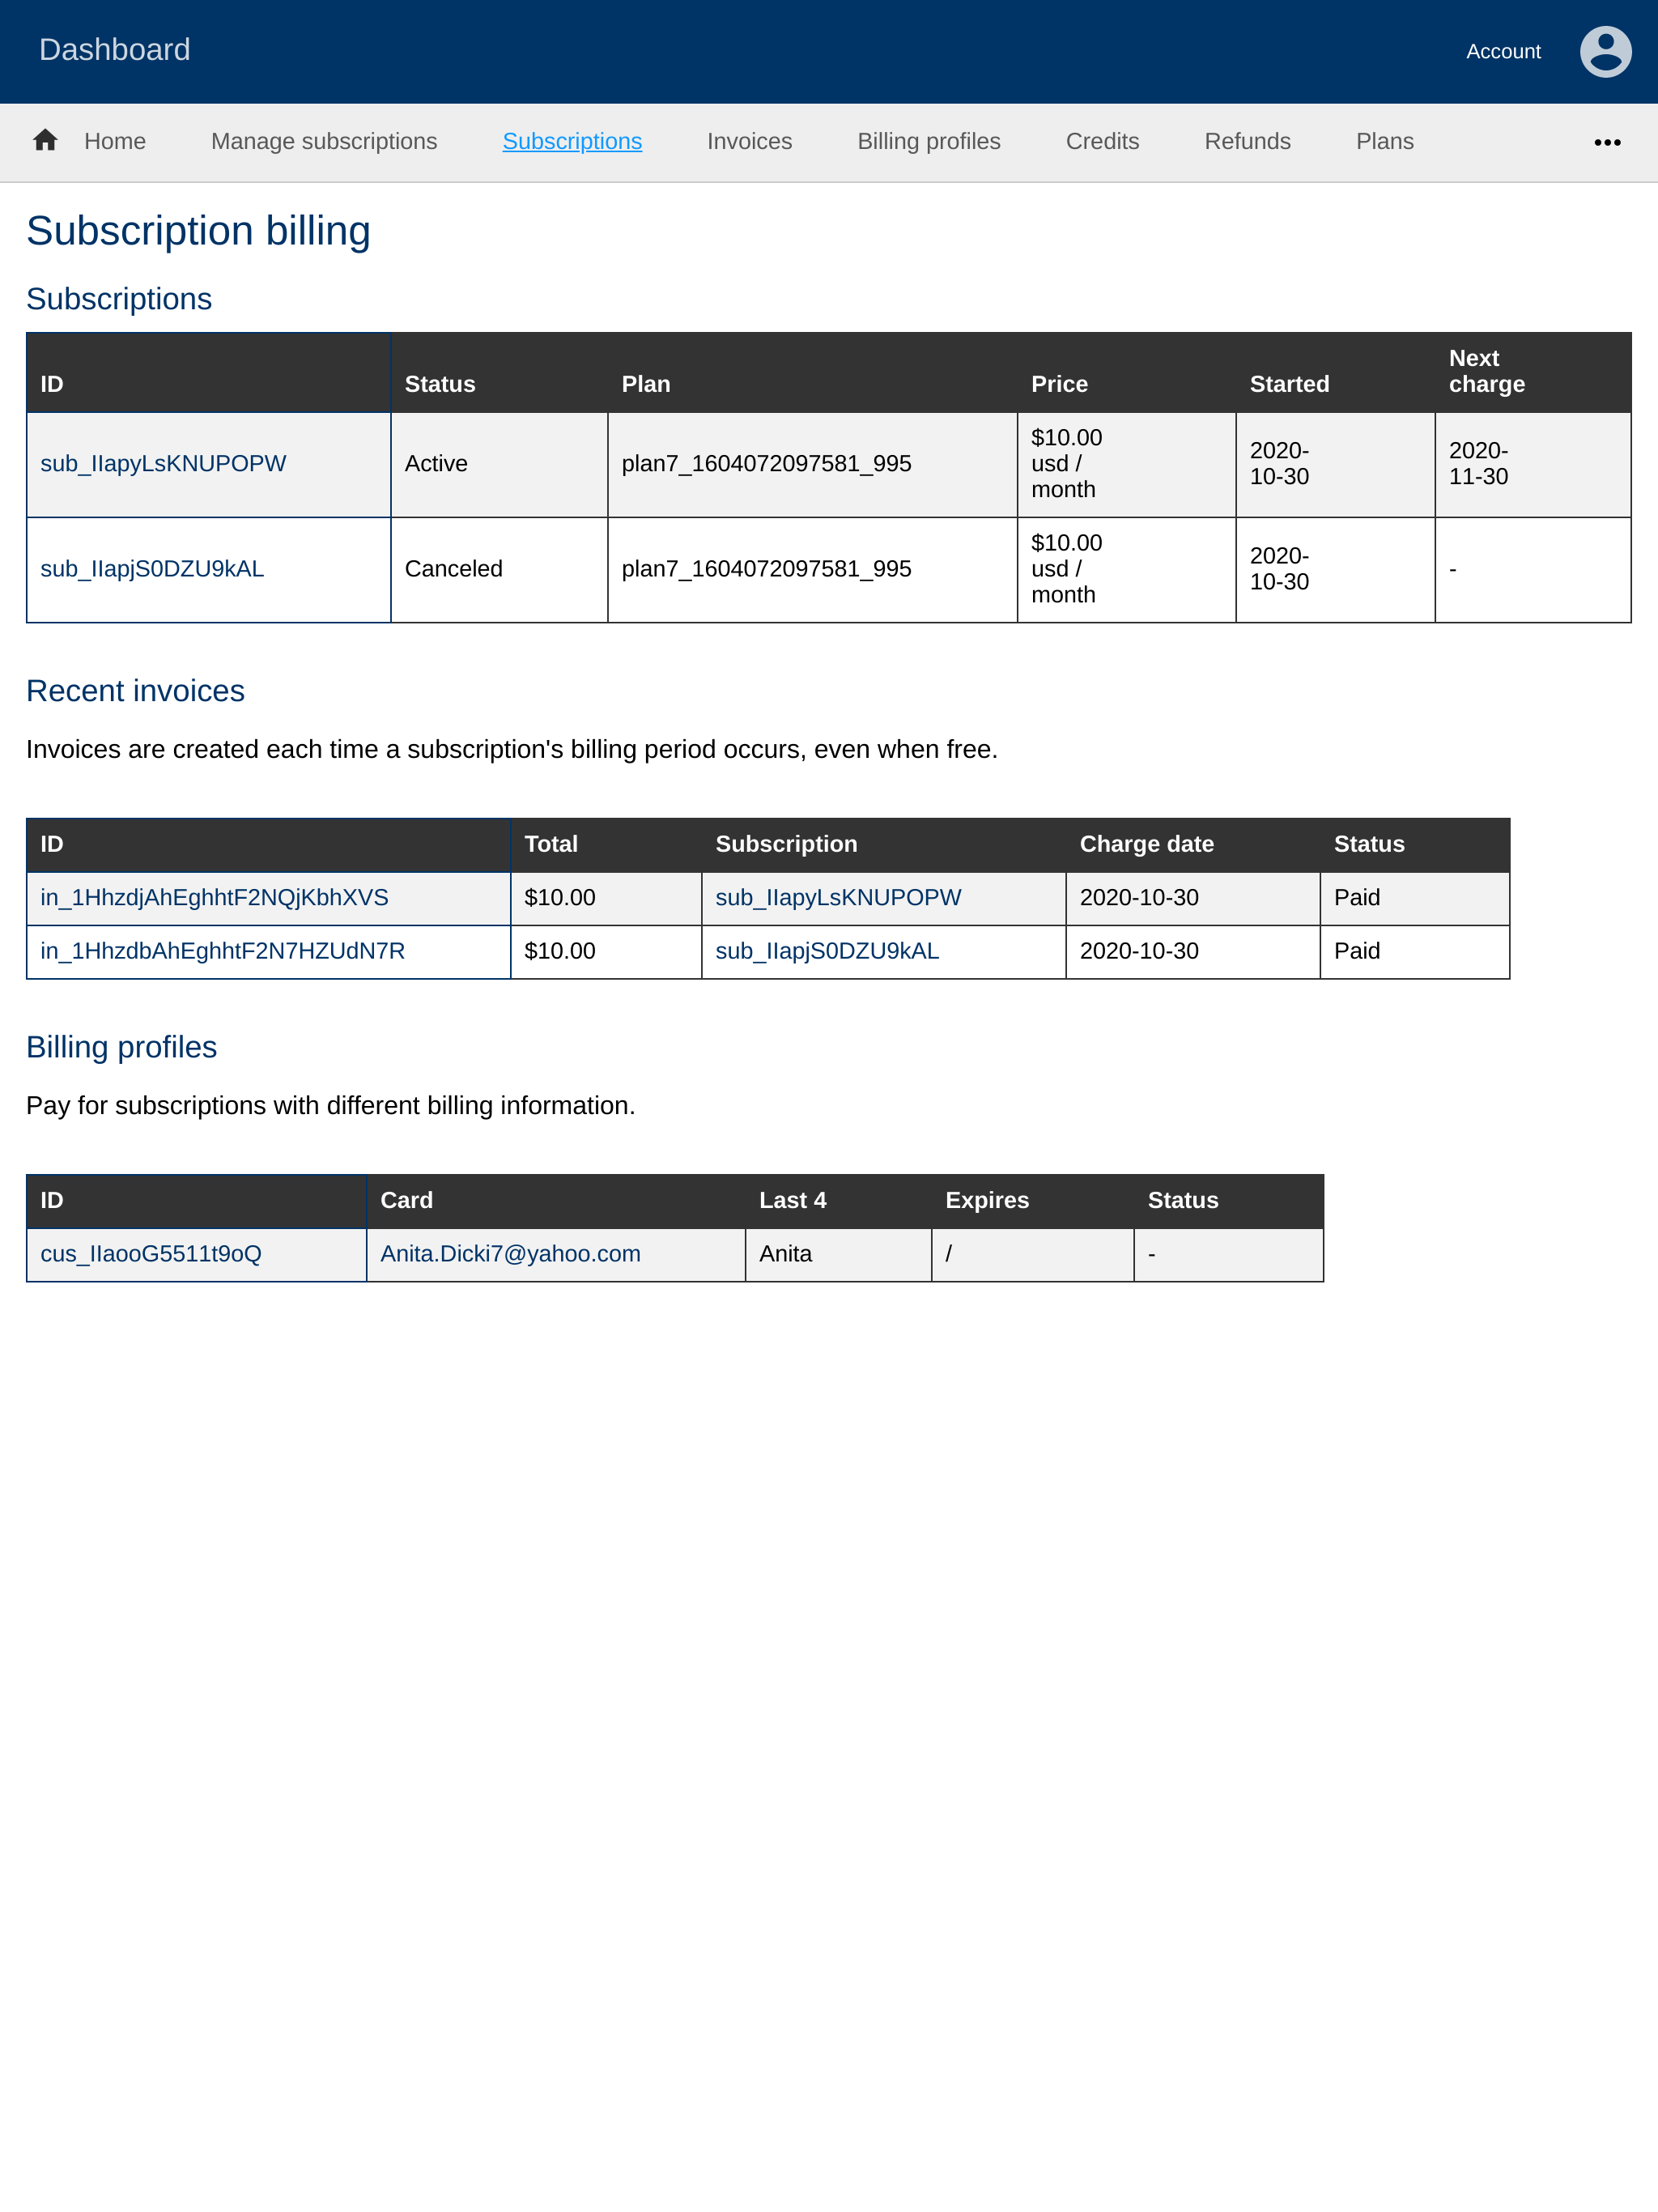 Dashboard
Account
Home Manage subscriptions Subscriptions Invoices Billing profiles Credits Refunds Plans
Subscription billing
Subscriptions
ID Status Plan Price Started Next charge
sub_IIapyLsKNUPOPW Active plan7_1604072097581_995 $10.00 usd / month 2020-10-30 2020-11-30
sub_IIapjS0DZU9kAL Canceled plan7_1604072097581_995 $10.00 usd / month 2020-10-30 -
Recent invoices
Invoices are created each time a subscription's billing period occurs, even when free.
ID Total Subscription Charge date Status
in_1HhzdjAhEghhtF2NQjKbhXVS $10.00 sub_IIapyLsKNUPOPW 2020-10-30 Paid
in_1HhzdbAhEghhtF2N7HZUdN7R $10.00 sub_IIapjS0DZU9kAL 2020-10-30 Paid
Billing profiles
Pay for subscriptions with different billing information.
ID Card Last 4 Expires Status
cus_IIaooG5511t9oQ Anita.Dicki7@yahoo.com Anita / -